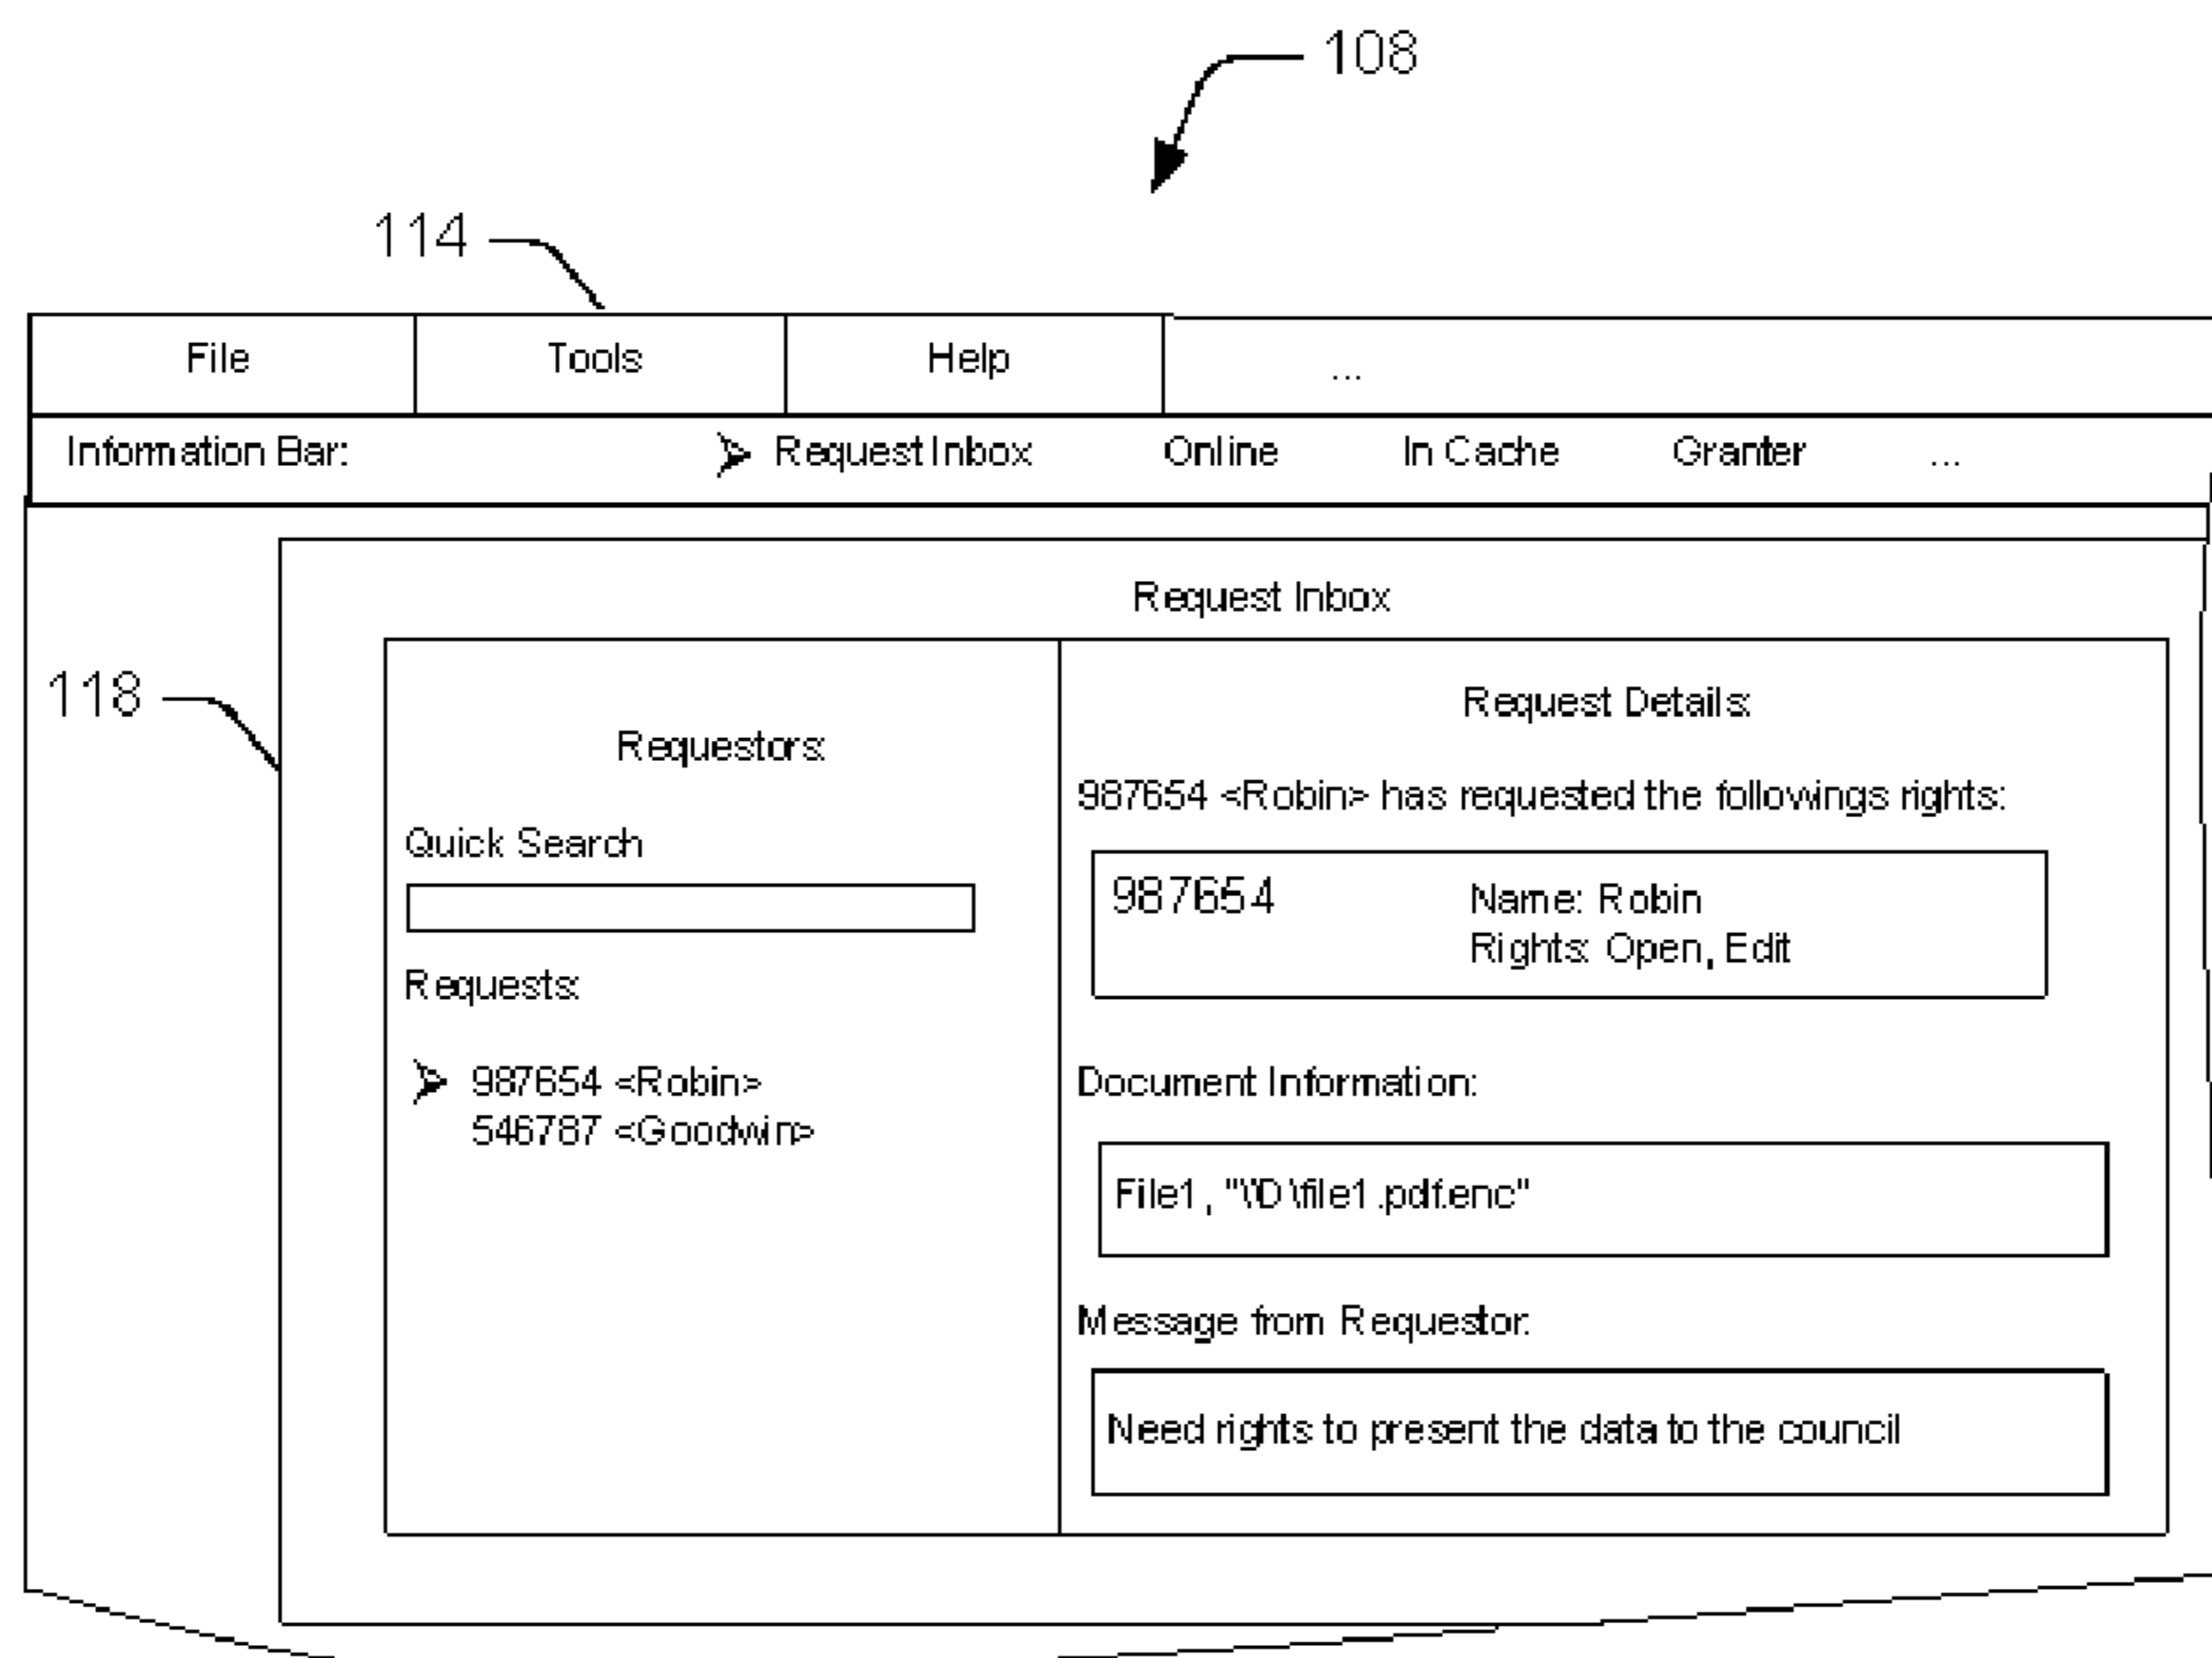 108
114
File Tools Help ...
Information Bar: Request Inbox Online In Cache Granter ...
Request Inbox
118
Requestors:
Quick Search
Requests:
987654 <Robin>
546787 <Goodwin>
Request Details:
987654 <Robin> has requested the followings rights:
987654 Name: Robin
Rights: Open, Edit
Document Information:
File1, "\\D\file1.pdf.enc"
Message from Requestor:
Need rights to present the data to the council